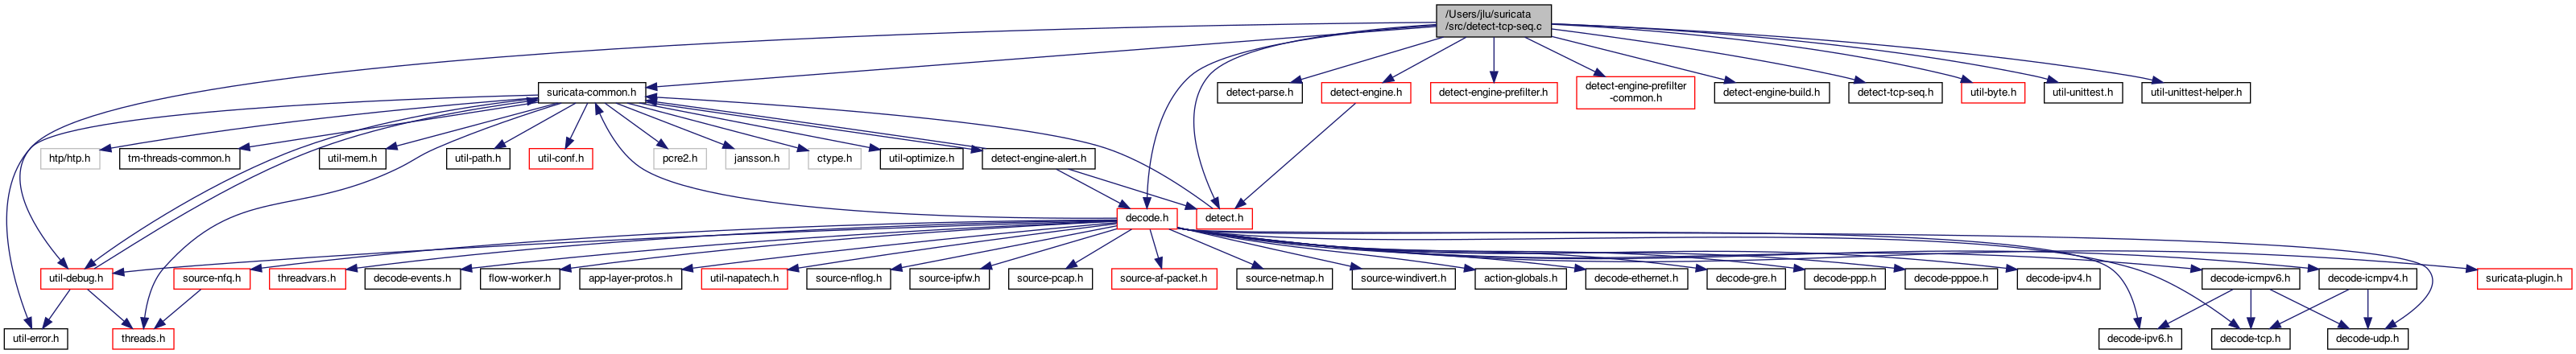 /Users/jlu/suricata
/src/detect-tcp-seq.c
suricata-common.h
detect-parse.h
detect-engine.h
detect-engine-prefilter.h
detect-engine-prefilter
-common.h
detect-engine-build.h
detect-tcp-seq.h
util-byte.h
util-unittest.h
util-unittest-helper.h
htp/htp.h
tm-threads-common.h
util-mem.h
util-path.h
util-conf.h
pcre2.h
jansson.h
ctype.h
util-optimize.h
detect-engine-alert.h
decode.h
detect.h
util-debug.h
source-nfq.h
threadvars.h
decode-events.h
flow-worker.h
app-layer-protos.h
util-napatech.h
source-nflog.h
source-ipfw.h
source-pcap.h
source-af-packet.h
source-netmap.h
source-windivert.h
action-globals.h
decode-ethernet.h
decode-gre.h
decode-ppp.h
decode-pppoe.h
decode-ipv4.h
decode-icmpv6.h
decode-icmpv4.h
suricata-plugin.h
util-error.h
threads.h
decode-ipv6.h
decode-tcp.h
decode-udp.h